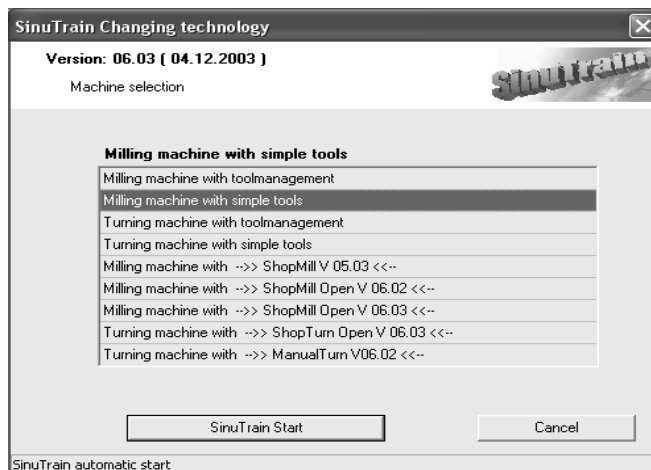 SinuTrain Changing technology
Version: 06.03 ( 04.12.2003 )
Machine selection
SinuTrain
Milling machine with simple tools
Milling machine with toolmanagement
Milling machine with simple tools
Turning machine with toolmanagement
Turning machine with simple tools
Milling machine with -->> ShopMill V 05.03 <<--
Milling machine with -->> ShopMill Open V 06.02 <<--
Milling machine with -->> ShopMill Open V 06.03 <<--
Turning machine with -->> ShopTurn Open V 06.03 <<--
Turning machine with -->> ManualTurn V06.02 <<--
SinuTrain Start
Cancel
SinuTrain automatic start